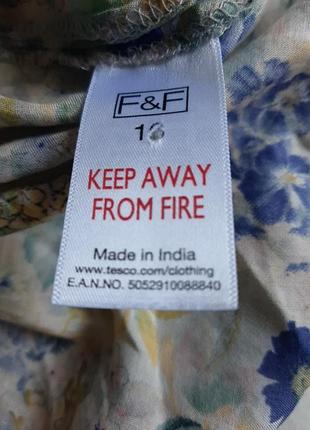 F&F
KEEP AWAY
FROM FIRE
Made in India
www.tesco.com/clothing
E.A.N.NO. 5052910088840